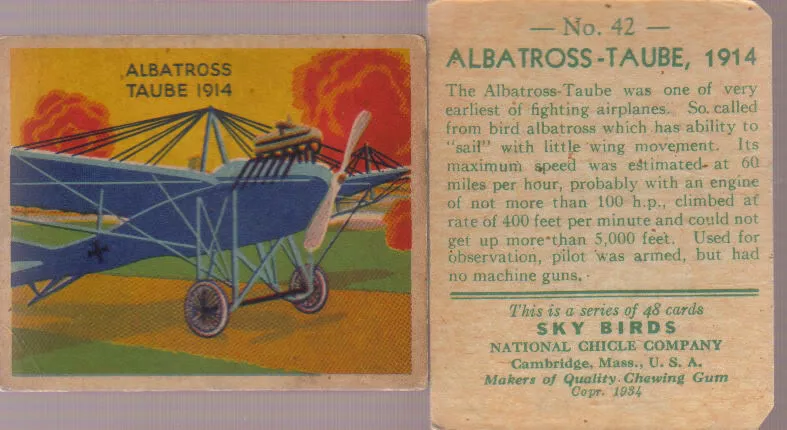 ALBATROSS
TAUBE 1914
— No. 42 —
ALBATROSS-TAUBE, 1914
The Albatross-Taube was one of very
earliest of fighting airplanes. So. called
from bird albatross which has ability to
"sail" with little wing movement. Its
maximum speed was estimated at 60
miles per hour, probably with an engine
of not more than 100 h.p., climbed at
rate of 400 feet per minute and could not
get up more than 5,000 feet. Used for
observation, pilot was armed, but had
no machine guns.
This is a series of 48 cards
SKY BIRDS
NATIONAL CHICLE COMPANY
Cambridge, Mass., U. S. A.
Makers of Quality Chewing Gum
Copr. 1934